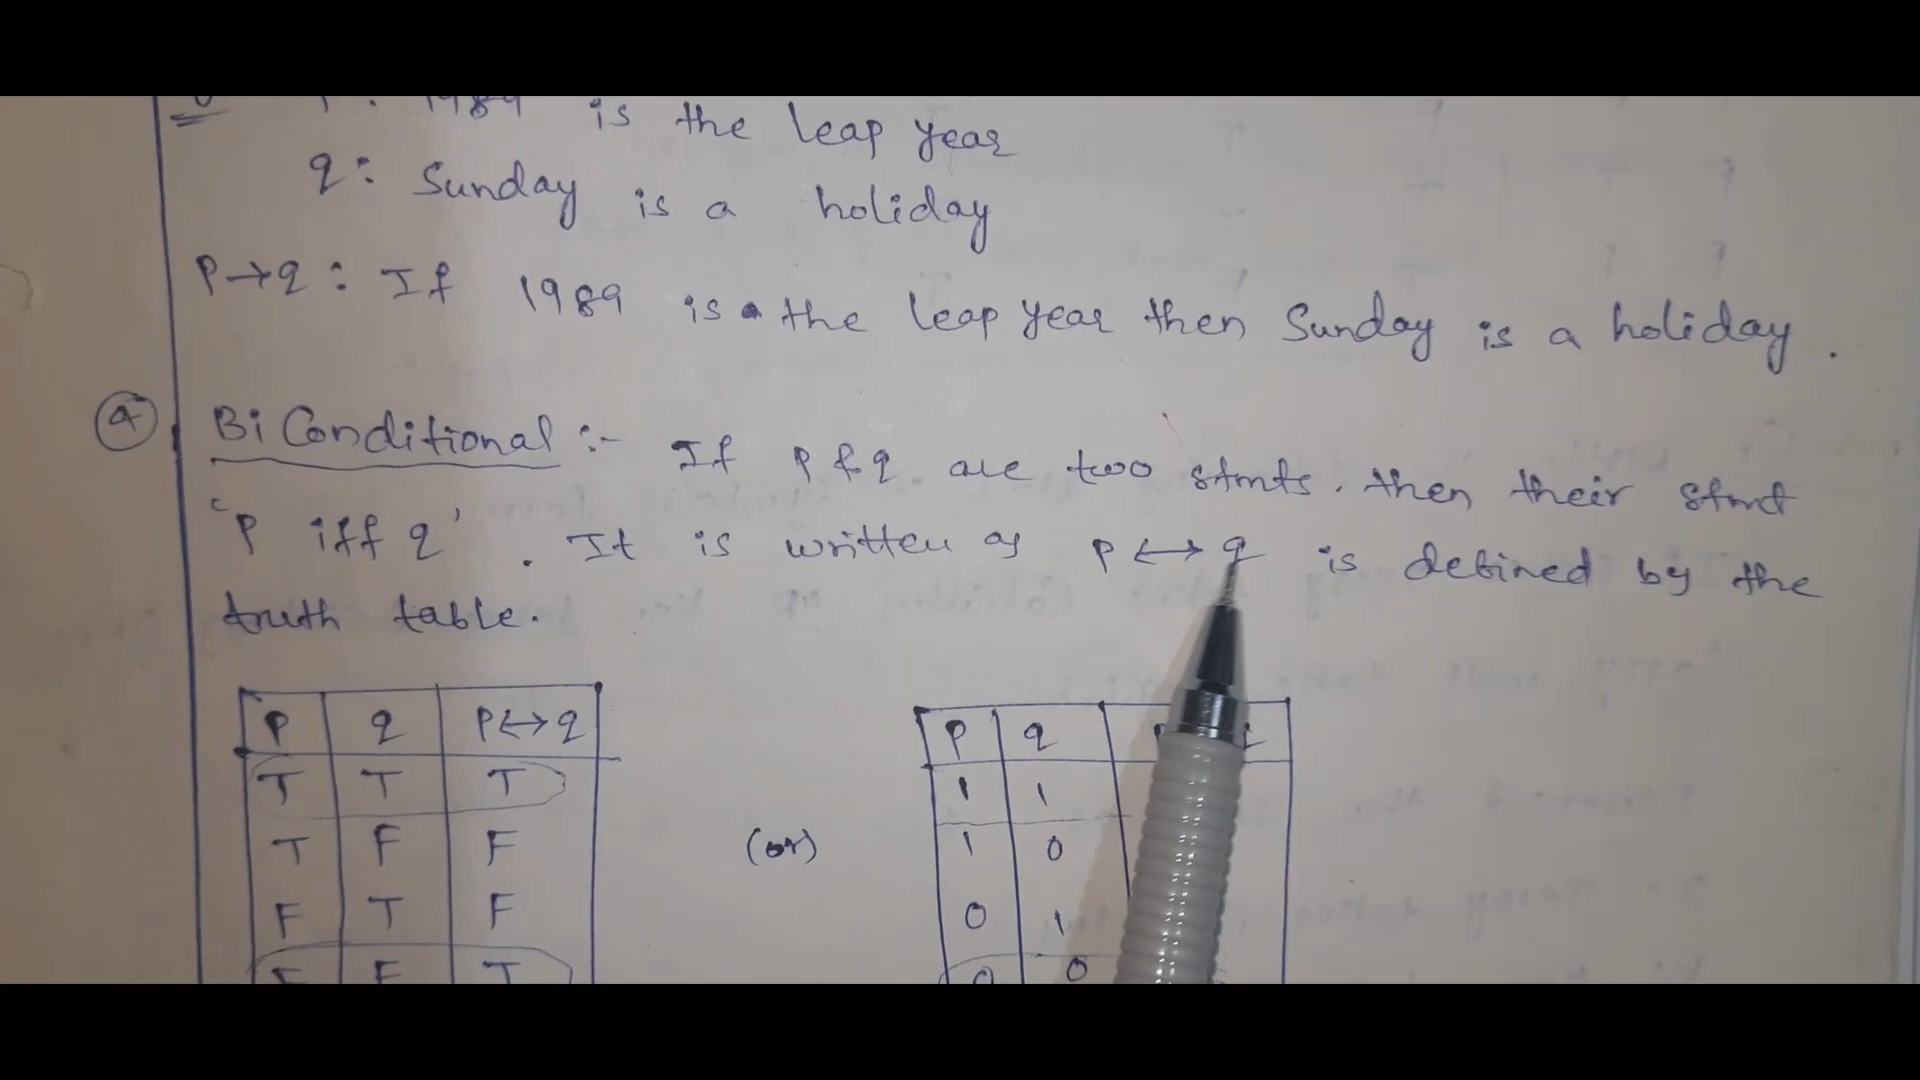 is the leap year
q: Sunday is a holiday
P→q: If 1989 is the leap year then Sunday is a holiday.
④ Bi Conditional :- If P & q are two stmts. then their stmt
'P iff q'. It is written as P ↔ q is defined by the
truth table.
P q P↔q
T T T
T F F
F T F
F F T
(or)
P q
1 1
1 0
0 1
0 0